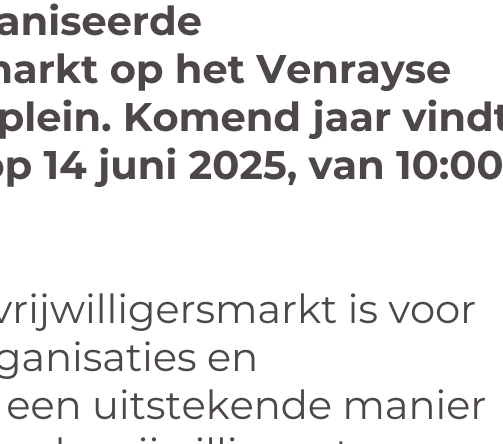 aniseerde
markt op het Venrayse
plein. Komend jaar vindt
op 14 juni 2025, van 10:00
vrijwilligersmarkt is voor
ganisaties en
een uitstekende manier